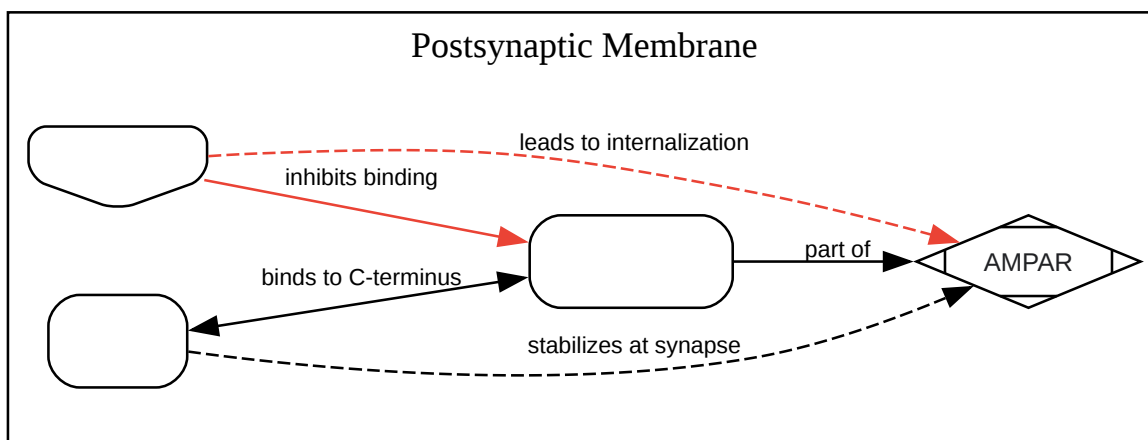 Postsynaptic Membrane
leads to internalization
inhibits binding
part of
AMPAR
binds to C-terminus
stabilizes at synapse